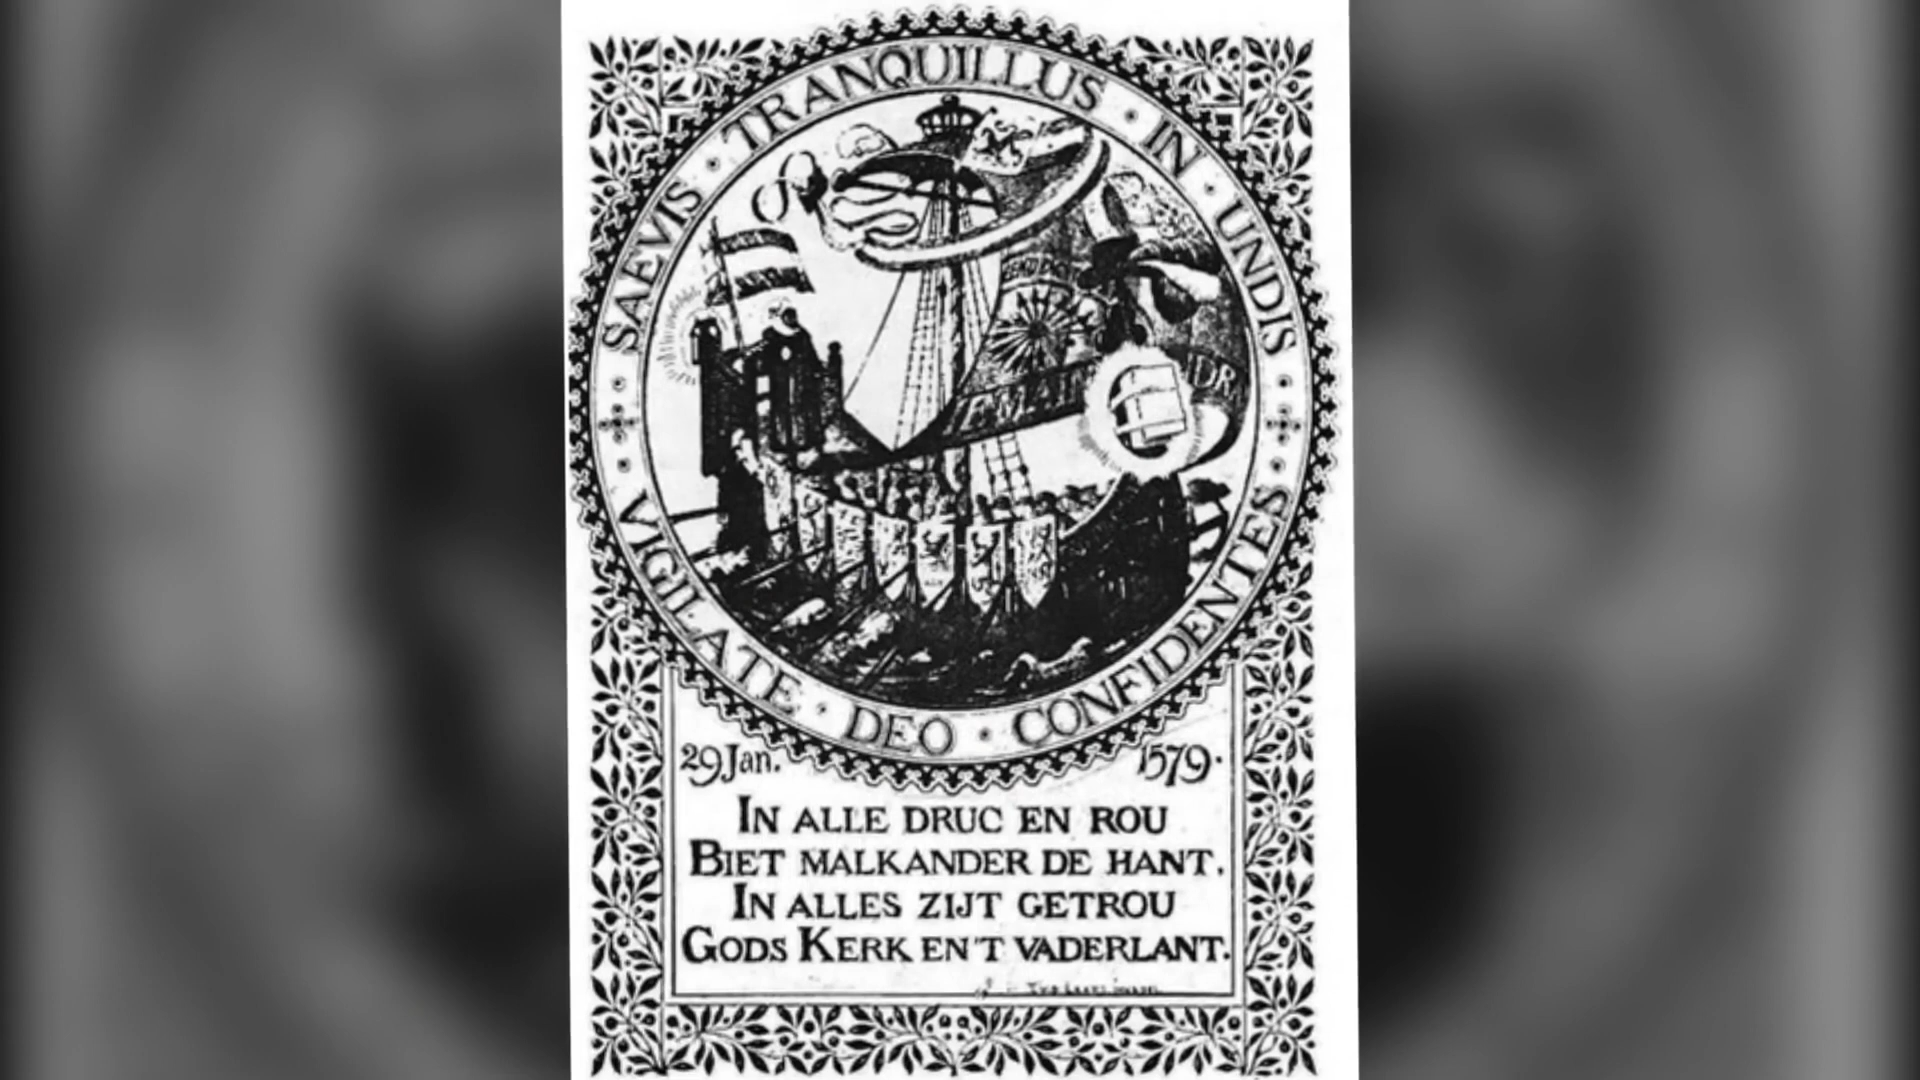 SAEVIS · TRANQUILLUS · IN · UNDIS
VIGILATE · DEO · CONFIDENTES
29 Jan. 1579.
IN ALLE DRUC EN ROU
BIET MALKANDER DE HANT.
IN ALLES ZIJT GETROU
GODS KERK EN 'T VADERLANT.